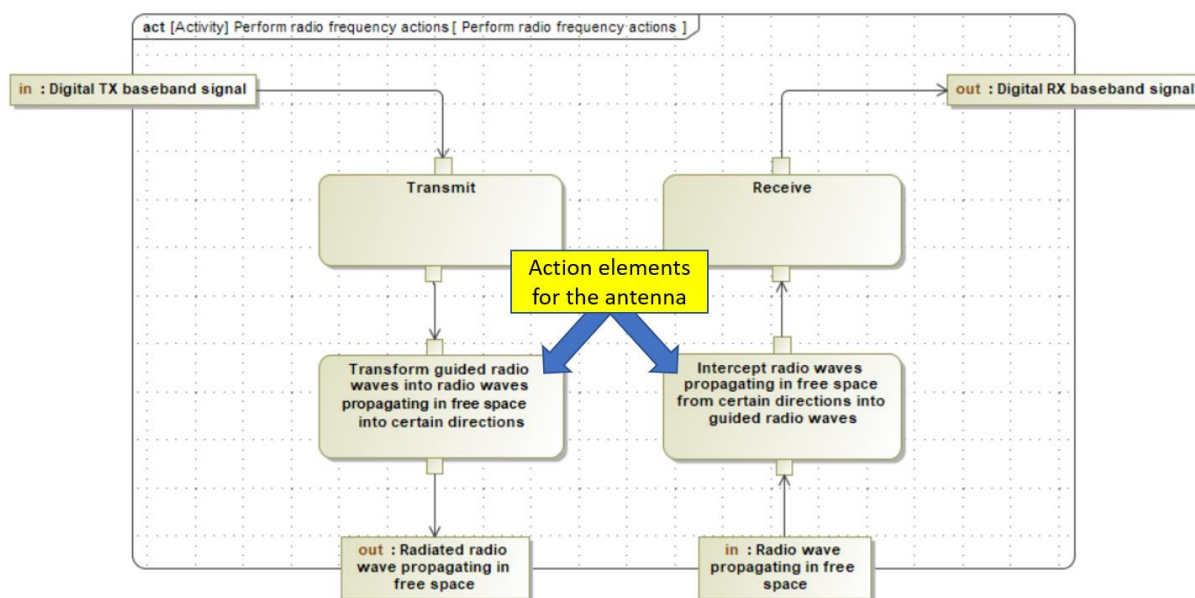 act [Activity] Perform radio frequency actions [ Perform radio frequency actions ]
in : Digital TX baseband signal
out : Digital RX baseband signal
Transmit
Receive
Action elements
for the antenna
Transform guided radio
waves into radio waves
propagating in free space
into certain directions
Intercept radio waves
propagating in free space
from certain directions into
guided radio waves
out : Radiated radio
wave propagating in
free space
in : Radio wave
propagating in free
space